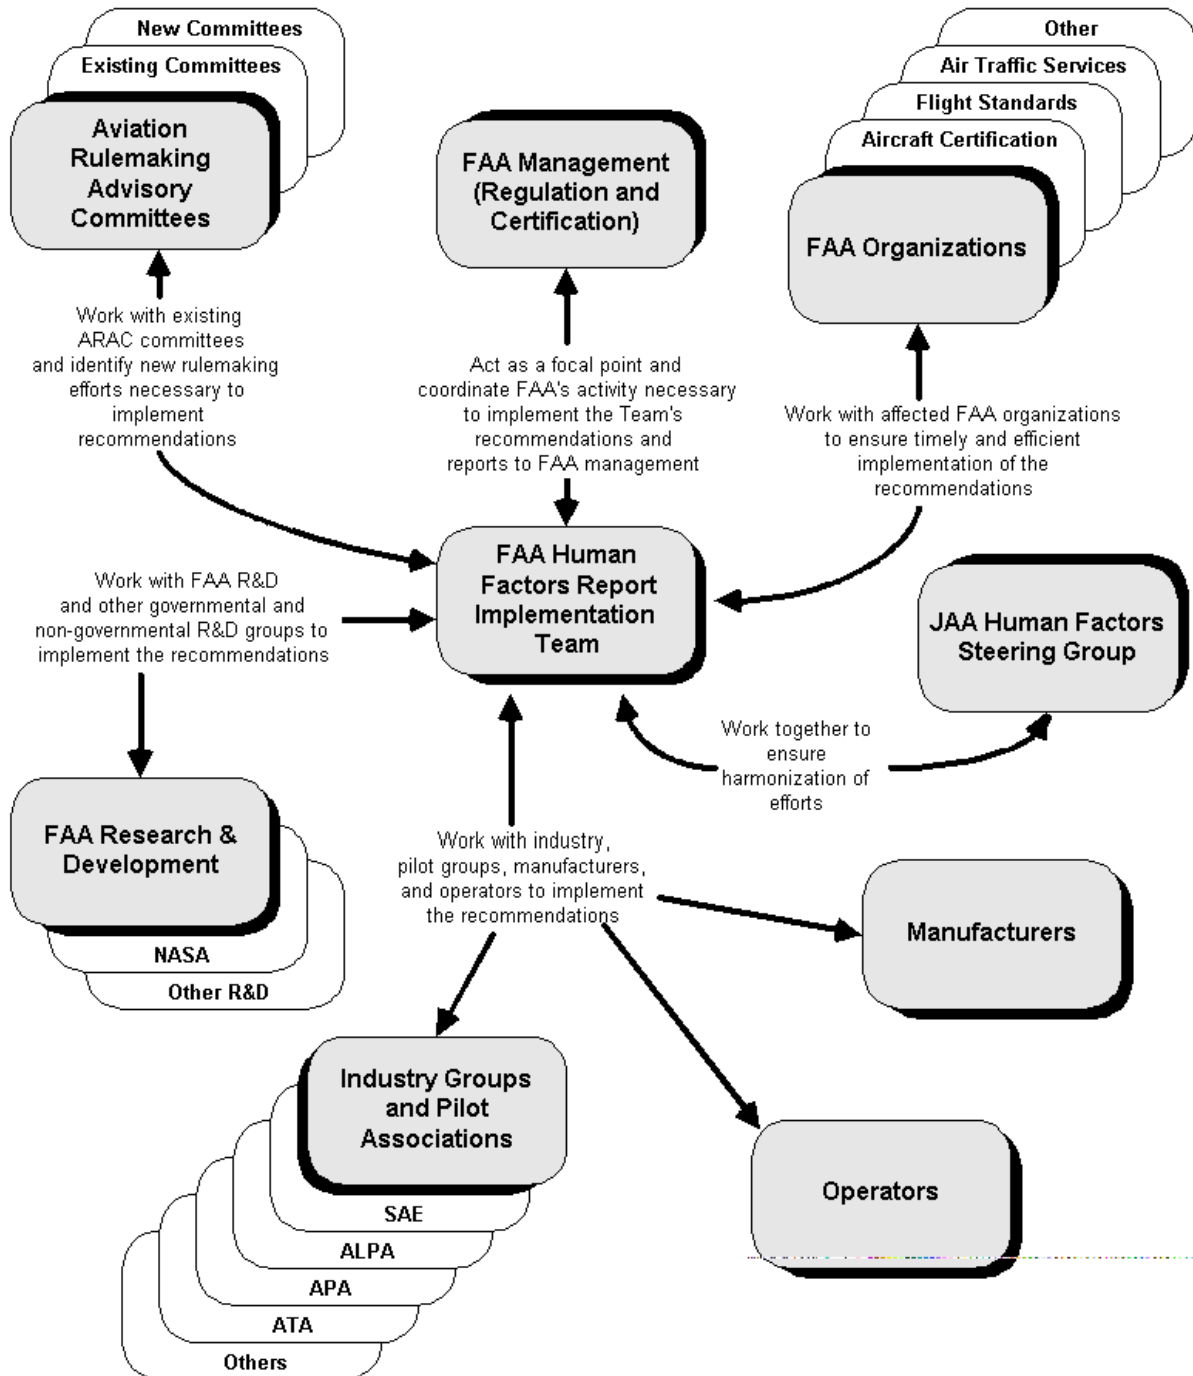 New Committees
Existing Committees
Aviation
Rulemaking
Advisory
Committees
FAA Management
(Regulation and
Certification)
Other
Air Traffic Services
Flight Standards
Aircraft Certification
FAA Organizations
Work with existing
ARAC committees
and identify new rulemaking
efforts necessary to
implement
recommendations
Act as a focal point and
coordinate FAA's activity necessary
to implement the Team's
recommendations and
reports to FAA management
Work with affected FAA organizations
to ensure timely and efficient
implementation of the
recommendations
FAA Human
Factors Report
Implementation
Team
Work with FAA R&D
and other governmental and
non-governmental R&D groups to
implement the recommendations
JAA Human Factors
Steering Group
Work together to
ensure
harmonization of
efforts
FAA Research &
Development
NASA
Other R&D
Work with industry,
pilot groups, manufacturers,
and operators to implement
the recommendations
Manufacturers
Industry Groups
and Pilot
Associations
SAE
ALPA
APA
ATA
Others
Operators